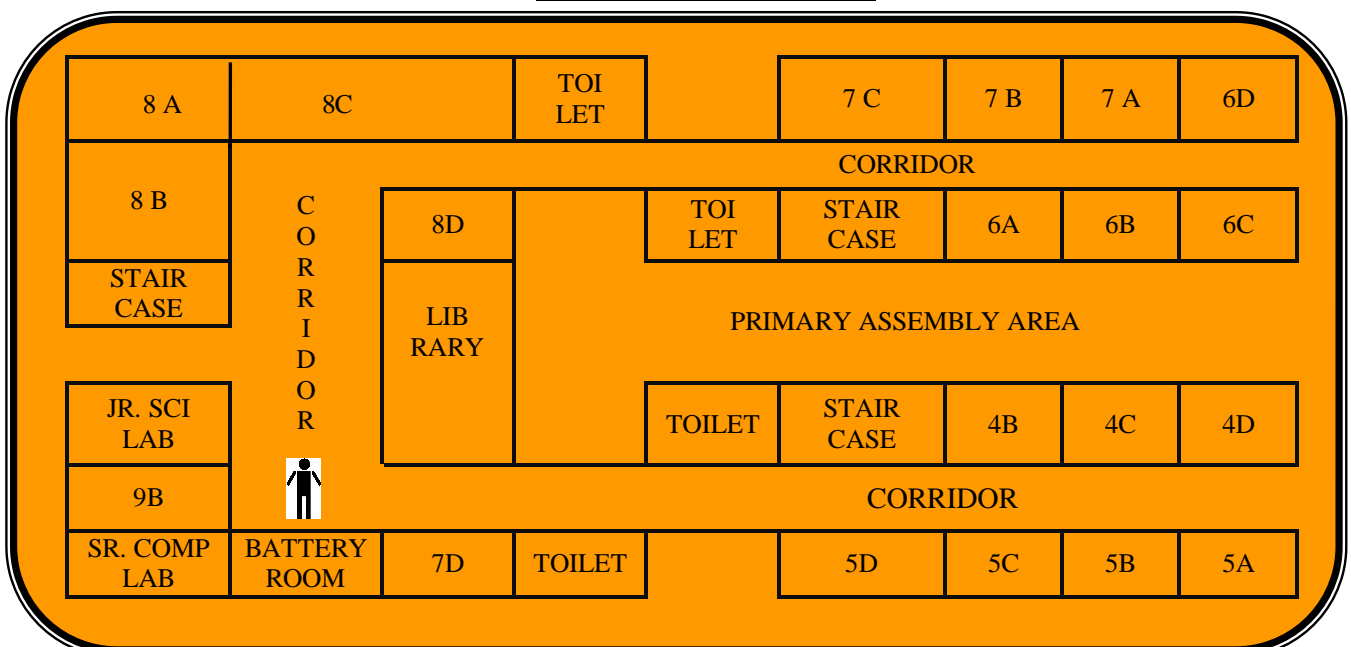 8 A
8C
TOI
LET
7 C
7 B
7 A
6D
CORRIDOR
8 B
C
O
R
R
I
D
O
R
8D
TOI
LET
STAIR
CASE
6A
6B
6C
STAIR
CASE
LIB
RARY
PRIMARY ASSEMBLY AREA
JR. SCI
LAB
TOILET
STAIR
CASE
4B
4C
4D
9B
CORRIDOR
SR. COMP
LAB
BATTERY
ROOM
7D
TOILET
5D
5C
5B
5A